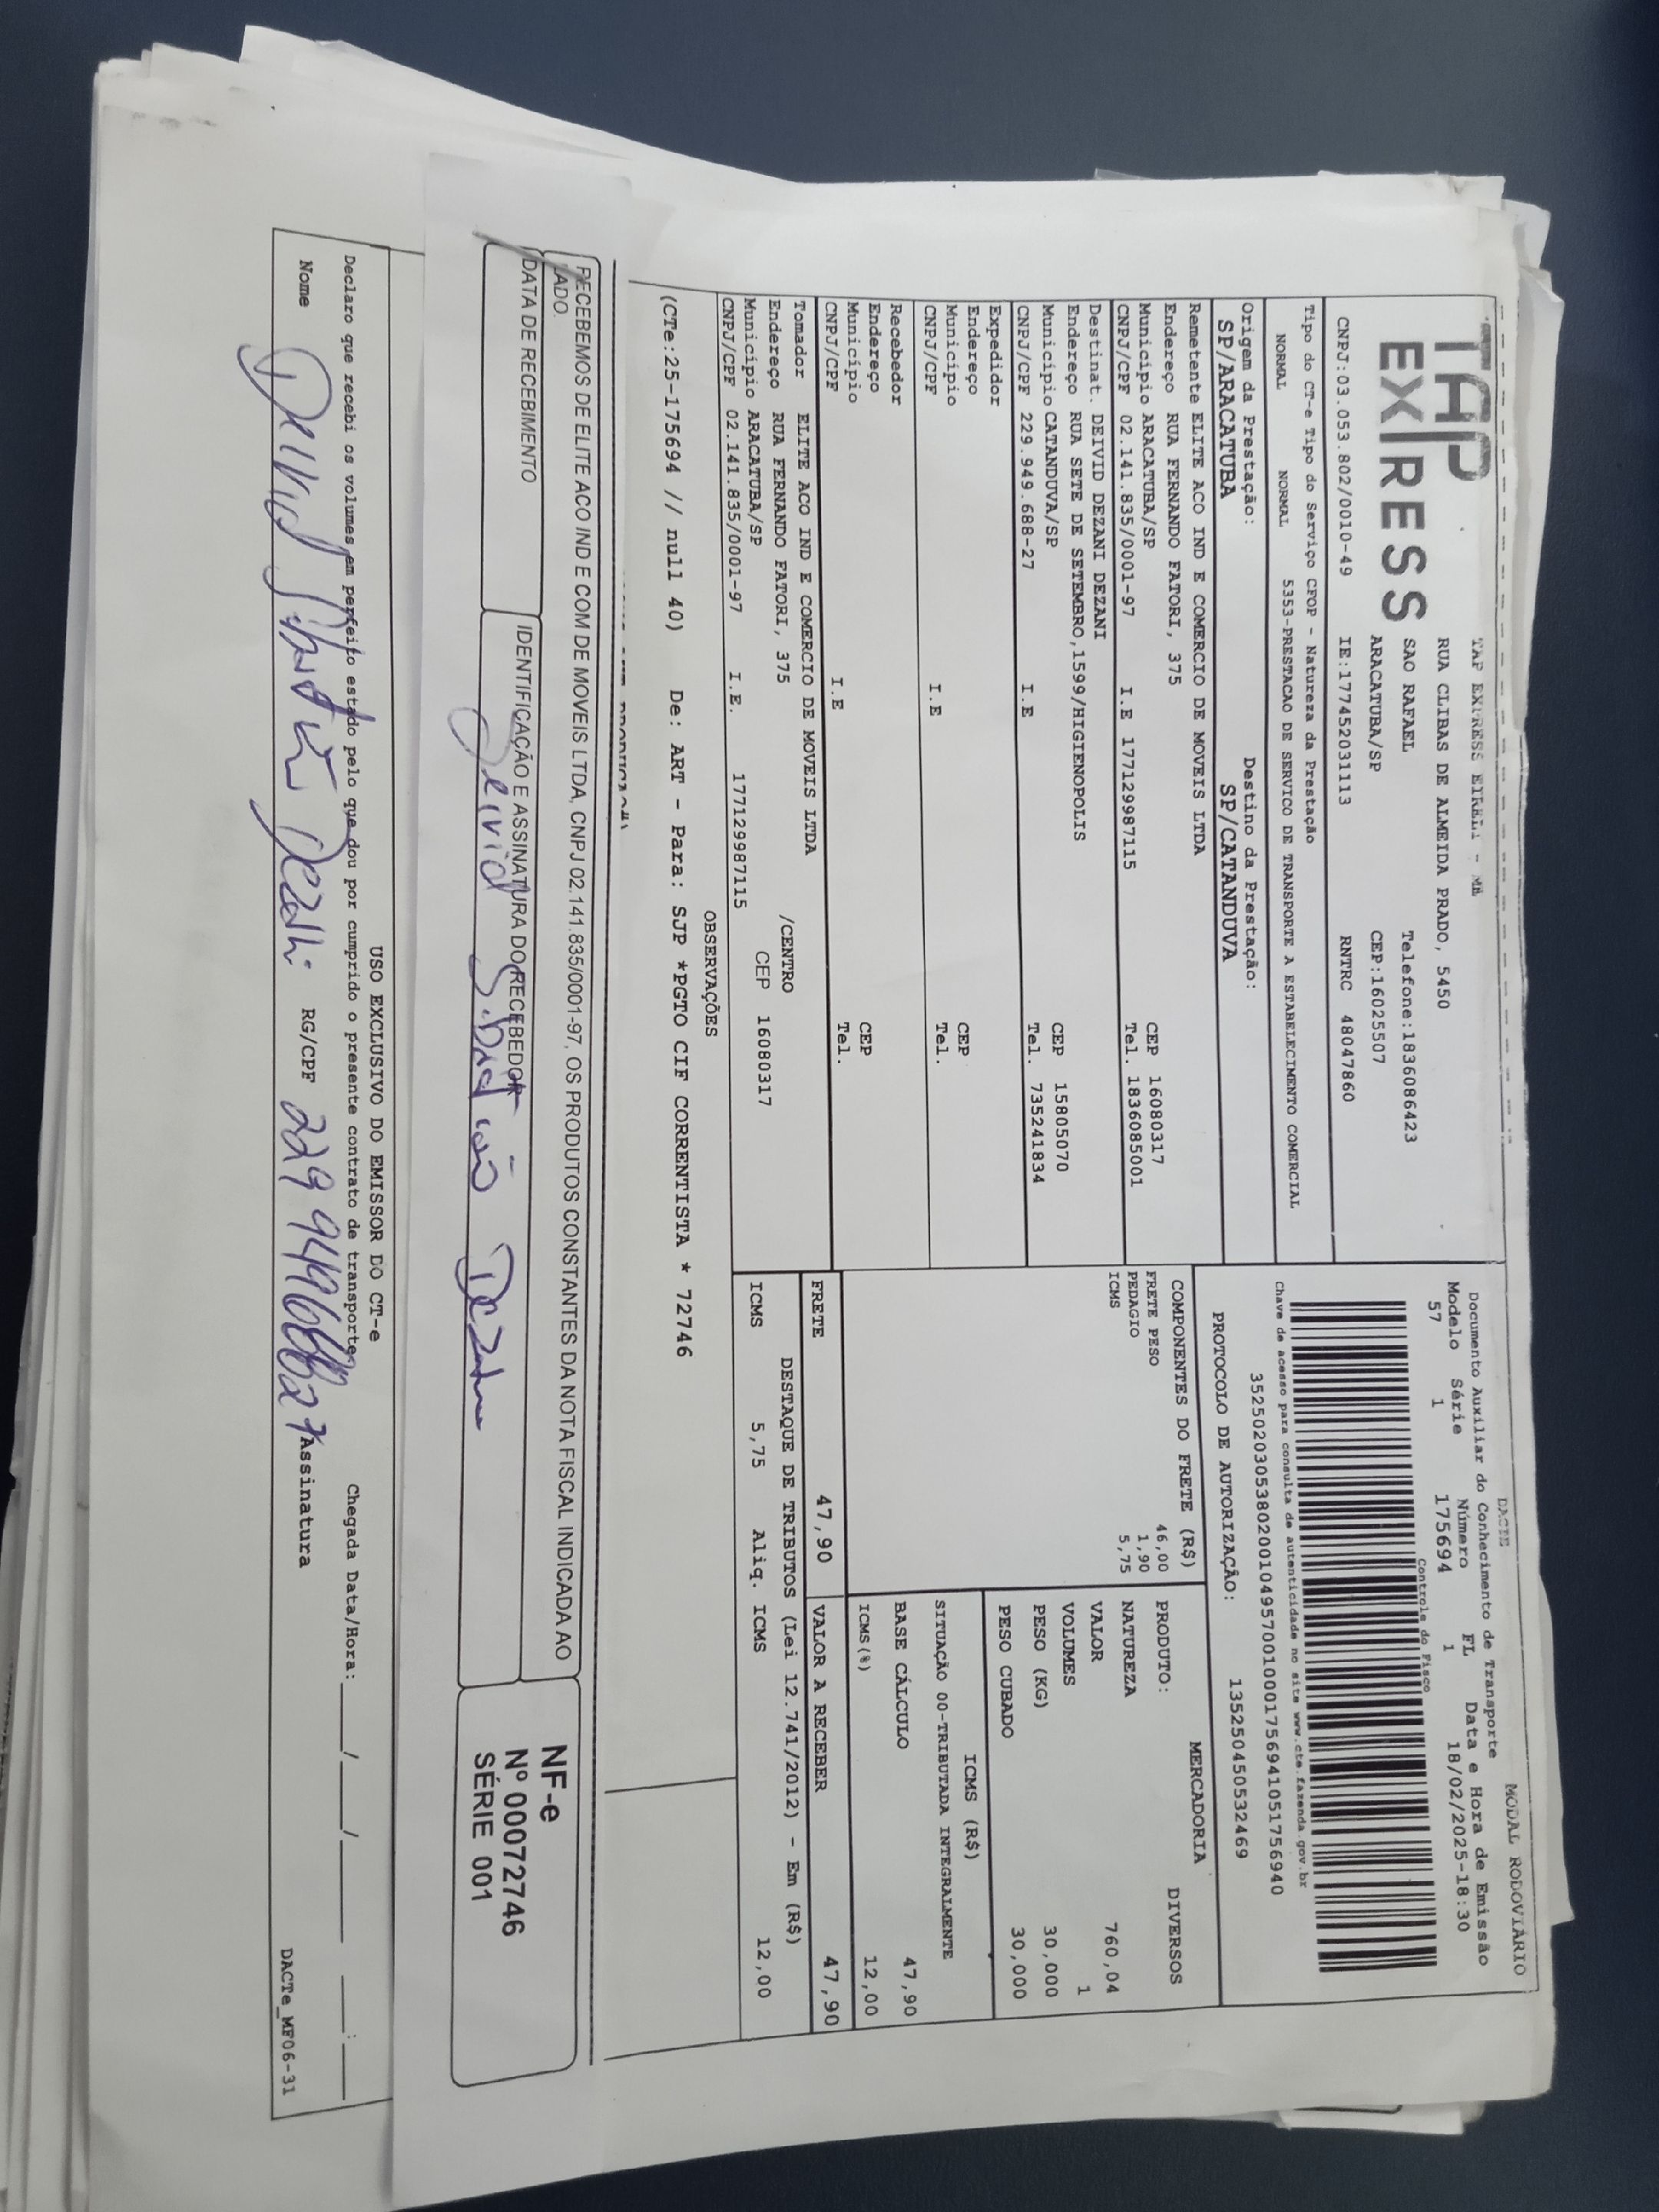 TAP
EX|RESS
TAP EXPRESS EIRELI - ME
RUA CLIBAS DE ALMEIDA PRADO, 5450
SAO RAFAEL Telefone:1836086423
ARACATUBA/SP CEP:16025507
CNPJ:03.053.802/0010-49 IE:177452031113 RNTRC 48047860
DACTE MODAL RODOVIÁRIO
Documento Auxiliar do Conhecimento de Transporte
Modelo Série Número FL Data e Hora de Emissão
57 1 175694 1 18/02/2025-18:30
Controle do Fisco
Chave de acesso para consulta de autenticidade no site www.cte.fazenda.gov.br
35250203053802001049570010001756941051756940
PROTOCOLO DE AUTORIZAÇÃO: 135250450532469
Tipo do CT-e Tipo do Serviço CFOP - Natureza da Prestação
NORMAL NORMAL 5353-PRESTACAO DE SERVICO DE TRANSPORTE A ESTABELECIMENTO COMERCIAL
Origem da Prestação: Destino da Prestação:
SP/ARACATUBA SP/CATANDUVA
Remetente ELITE ACO IND E COMERCIO DE MOVEIS LTDA
Endereço RUA FERNANDO FATORI, 375
Município ARACATUBA/SP CEP 16080317
CNPJ/CPF 02.141.835/0001-97 I.E 177129987115 Tel. 1836085001
Destinat. DEIVID DEZANI DEZANI
Endereço RUA SETE DE SETEMBRO,1599/HIGIENOPOLIS
Município CATANDUVA/SP CEP 15805070
CNPJ/CPF 229.949.688-27 I.E Tel. 735241834
Expedidor
Endereço
Município CEP
CNPJ/CPF I.E Tel.
Recebedor
Endereço
Município CEP
CNPJ/CPF I.E Tel.
Tomador ELITE ACO IND E COMERCIO DE MOVEIS LTDA
Endereço RUA FERNANDO FATORI, 375 /CENTRO
Município ARACATUBA/SP CEP 16080317
CNPJ/CPF 02.141.835/0001-97 I.E. 177129987115
COMPONENTES DO FRETE (R$)
FRETE PESO 46,00
PEDAGIO 1,90
ICMS 5,75
MERCADORIA
PRODUTO: DIVERSOS
NATUREZA
VALOR 760,04
VOLUMES 1
PESO (KG) 30,000
PESO CUBADO 30,000
ICMS (R$)
SITUAÇÃO 00-TRIBUTADA INTEGRALMENTE
BASE CÁLCULO 47,90
ICMS(%) 12,00
FRETE 47,90 VALOR A RECEBER 47,90
DESTAQUE DE TRIBUTOS (Lei 12.741/2012) - Em (R$)
ICMS 5,75 Aliq. ICMS 12,00
OBSERVAÇÕES
(CTe:25-175694 // null 40) De: ART - Para: SJP *PGTO CIF CORRENTISTA * 72746
RECEBEMOS DE ELITE ACO IND E COM DE MOVEIS LTDA, CNPJ 02.141.835/0001-97, OS PRODUTOS CONSTANTES DA NOTA FISCAL INDICADA AO
LADO.
DATA DE RECEBIMENTO IDENTIFICAÇÃO E ASSINATURA DO RECEBEDOR
Deivid Sebastião Dezani
NF-e
Nº 00072746
SÉRIE 001
USO EXCLUSIVO DO EMISSOR DO CT-e
Declaro que recebi os volumes em perfeito estado pelo que dou por cumprido o presente contrato de transporte. Chegada Data/Hora: ___/___/___ ___:___
Nome Deivid Sebastião Dezani RG/CPF 22994968827 Assinatura
DACTe_MF06-31